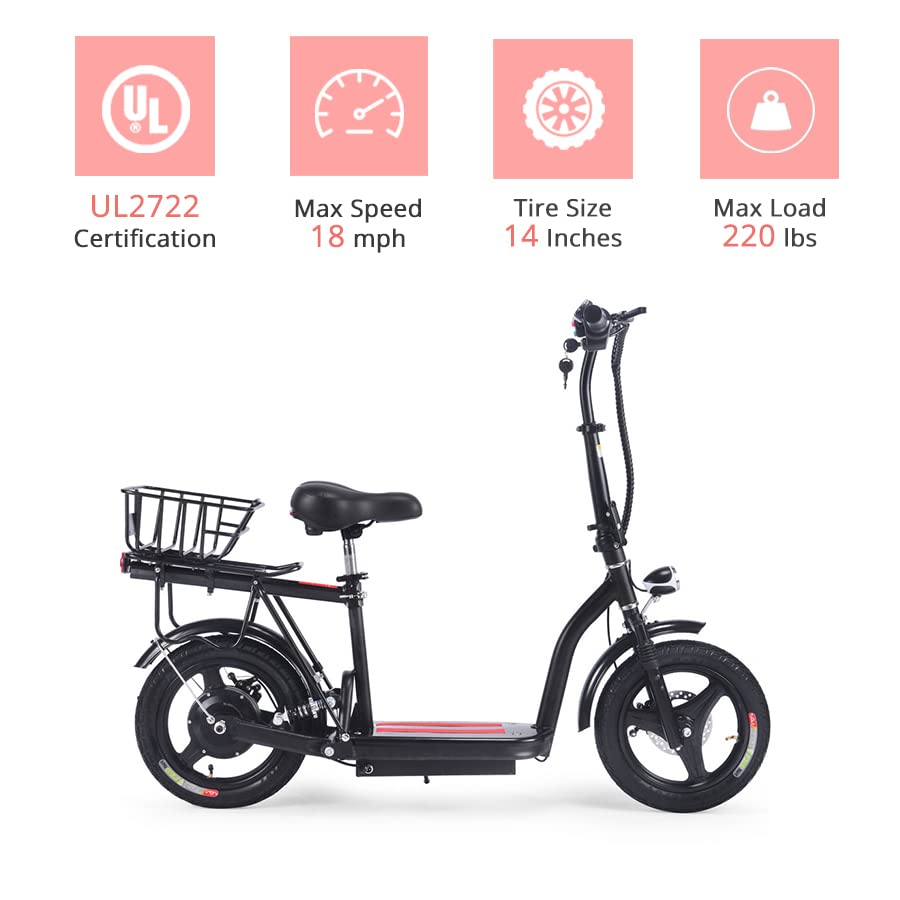 UL
UL2722
Certification
Max Speed
18 mph
Tire Size
14 Inches
Max Load
220 lbs